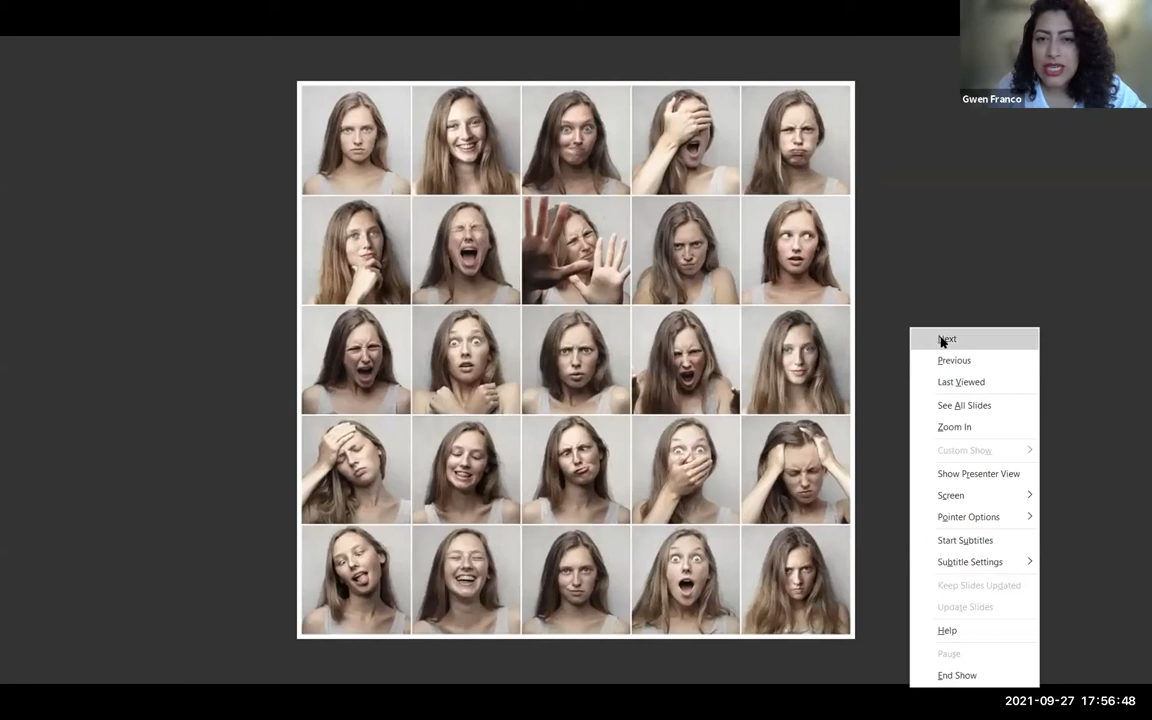 Gwen Franco
Next
Previous
Last Viewed
See All Slides
Zoom In
Custom Show
Show Presenter View
Screen
Pointer Options
Start Subtitles
Subtitle Settings
Keep Slides Updated
Update Slides
Help
Pause
End Show
2021-09-27 17:56:48